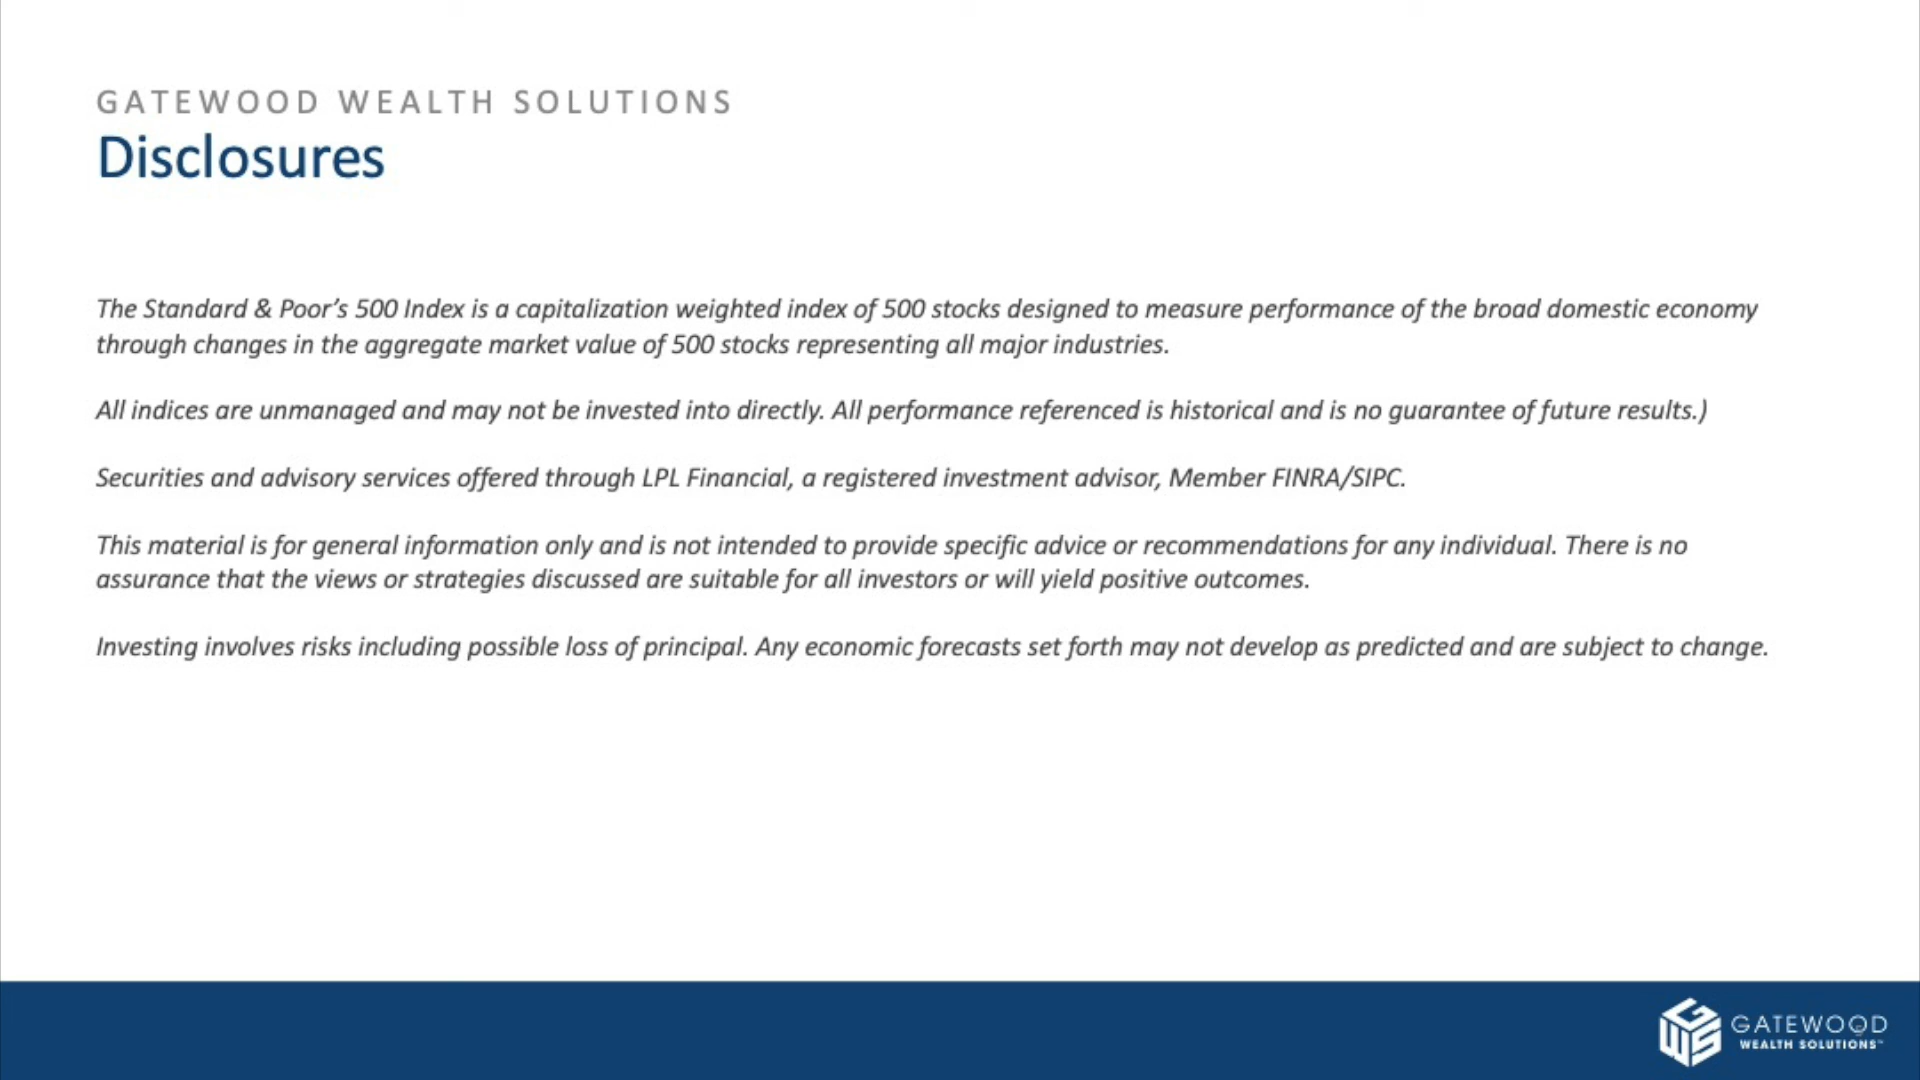 GATEWOOD WEALTH SOLUTIONS
Disclosures
The Standard & Poor’s 500 Index is a capitalization weighted index of 500 stocks designed to measure performance of the broad domestic economy
through changes in the aggregate market value of 500 stocks representing all major industries.
All indices are unmanaged and may not be invested into directly. All performance referenced is historical and is no guarantee of future results.)
Securities and advisory services offered through LPL Financial, a registered investment advisor, Member FINRA/SIPC.
This material is for general information only and is not intended to provide specific advice or recommendations for any individual. There is no
assurance that the views or strategies discussed are suitable for all investors or will yield positive outcomes.
Investing involves risks including possible loss of principal. Any economic forecasts set forth may not develop as predicted and are subject to change.
GWS
GATEWOOD
WEALTH SOLUTIONS™